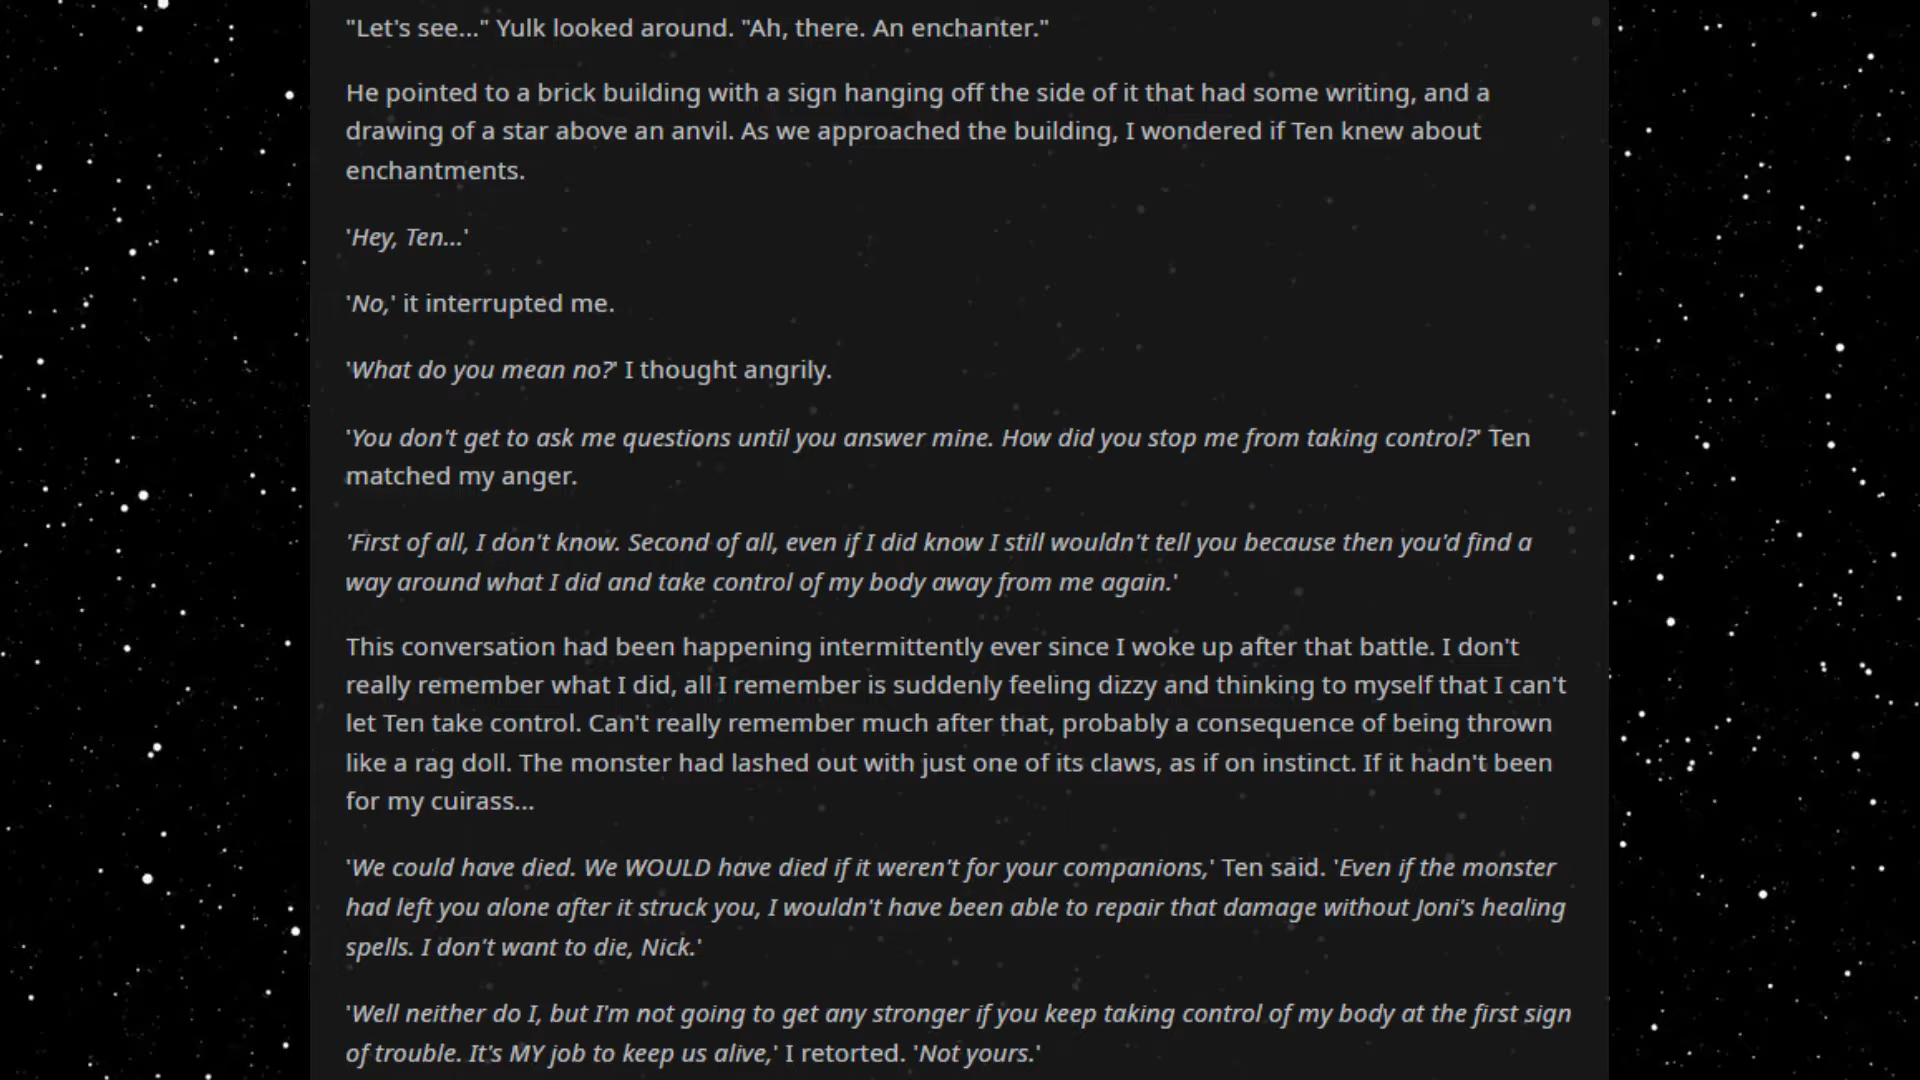 "Let's see..." Yulk looked around. "Ah, there. An enchanter."
He pointed to a brick building with a sign hanging off the side of it that had some writing, and a
drawing of a star above an anvil. As we approached the building, I wondered if Ten knew about
enchantments.
'Hey, Ten...'
'No,' it interrupted me.
'What do you mean no?' I thought angrily.
'You don't get to ask me questions until you answer mine. How did you stop me from taking control?' Ten
matched my anger.
'First of all, I don't know. Second of all, even if I did know I still wouldn't tell you because then you'd find a
way around what I did and take control of my body away from me again.'
This conversation had been happening intermittently ever since I woke up after that battle. I don't
really remember what I did, all I remember is suddenly feeling dizzy and thinking to myself that I can't
let Ten take control. Can't really remember much after that, probably a consequence of being thrown
like a rag doll. The monster had lashed out with just one of its claws, as if on instinct. If it hadn't been
for my cuirass...
'We could have died. We WOULD have died if it weren't for your companions,' Ten said. 'Even if the monster
had left you alone after it struck you, I wouldn't have been able to repair that damage without Joni's healing
spells. I don't want to die, Nick.'
'Well neither do I, but I'm not going to get any stronger if you keep taking control of my body at the first sign
of trouble. It's MY job to keep us alive,' I retorted. 'Not yours.'